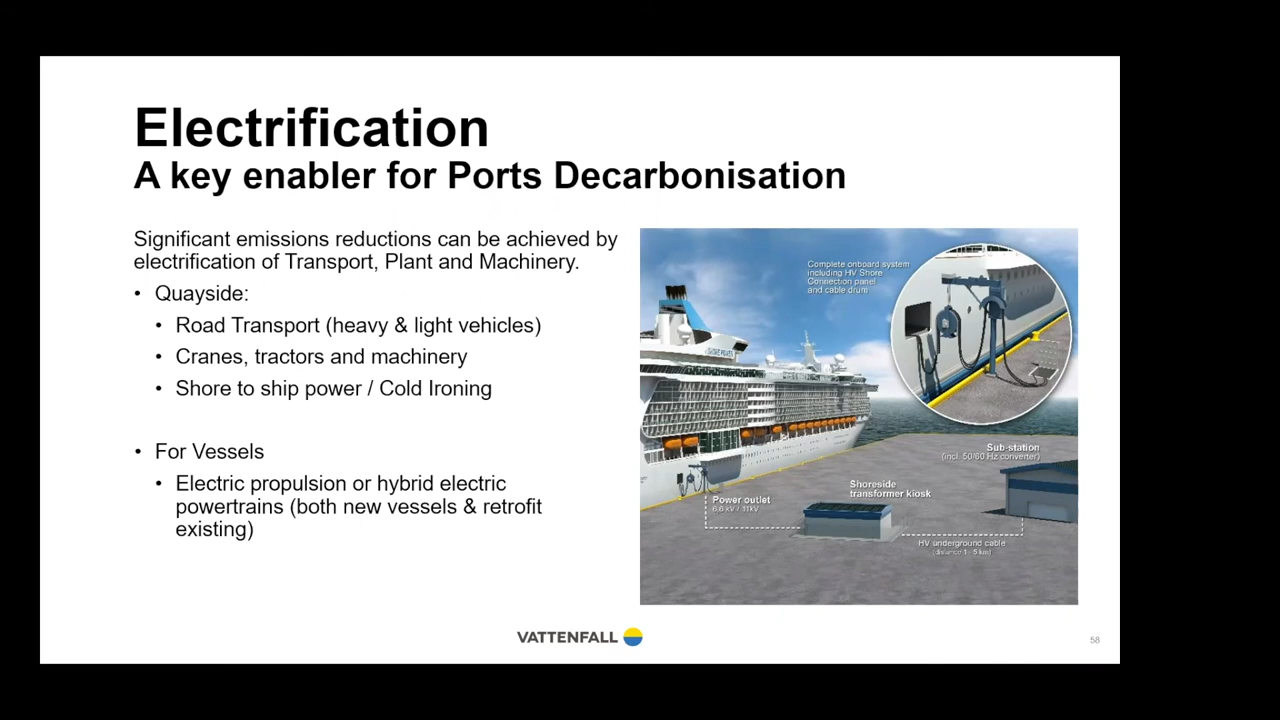 Electrification
A key enabler for Ports Decarbonisation
Significant emissions reductions can be achieved by
electrification of Transport, Plant and Machinery.
• Quayside:
• Road Transport (heavy & light vehicles)
• Cranes, tractors and machinery
• Shore to ship power / Cold Ironing
• For Vessels
• Electric propulsion or hybrid electric
powertrains (both new vessels & retrofit
existing)
Complete onboard system
including HV Shore
Connection panel
and cable drum
SHORE POWER
Sub-station
(incl. 50/60 Hz converter)
Shoreside
transformer kiosk
Power outlet
6.6 kV / 11kV
HV underground cable
(distance 1- 5 km)
VATTENFALL
58